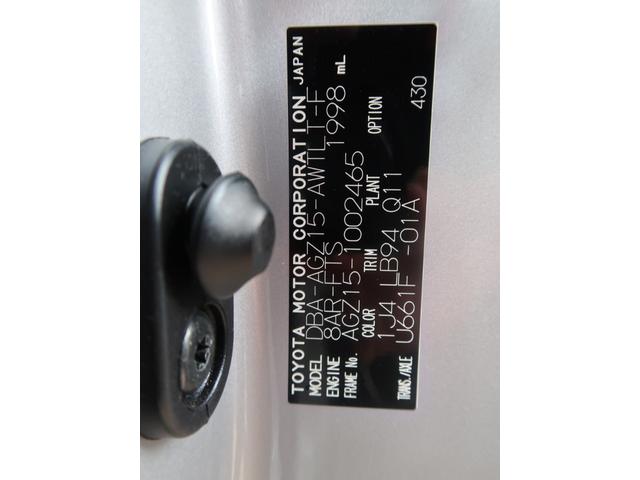 TOYOTA MOTOR CORPORATION JAPAN
MODEL DBA-AGZ15-AWTLT-F
ENGINE 8AR-FTS 1998 mL
FRAME No. AGZ15-1002465
COLOR TRIM PLANT OPTION
1J4 LB94 Q11
TRANS./AXLE U661F -01A 430